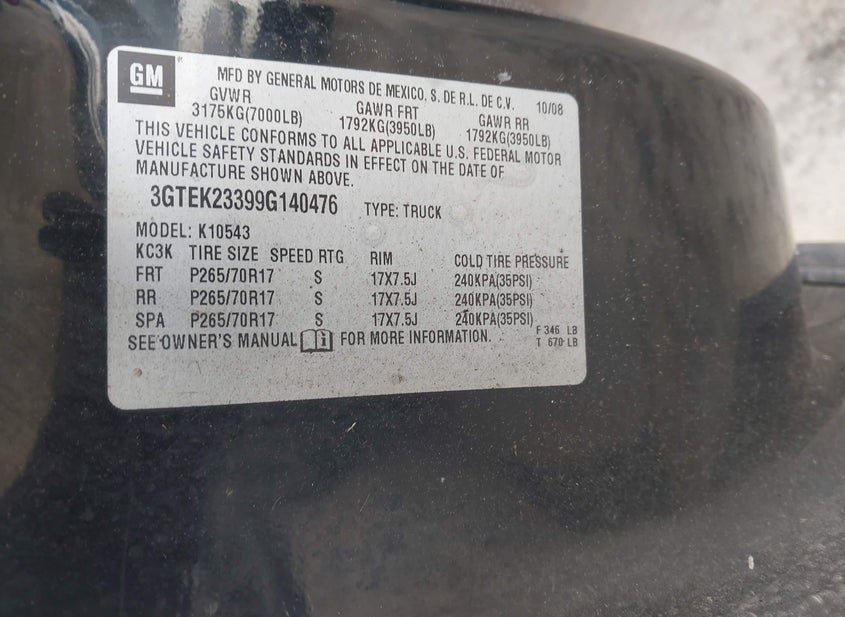 GM
MFD BY GENERAL MOTORS DE MEXICO, S. DE R.L. DE C.V. 10/08
GVWR GAWR FRT GAWR RR
3175KG(7000LB) 1792KG(3950LB) 1792KG(3950LB)
THIS VEHICLE CONFORMS TO ALL APPLICABLE U.S. FEDERAL MOTOR
VEHICLE SAFETY STANDARDS IN EFFECT ON THE DATE OF
MANUFACTURE SHOWN ABOVE.
3GTEK23399G140476 TYPE: TRUCK
MODEL: K10543
KC3K TIRE SIZE SPEED RTG RIM COLD TIRE PRESSURE
FRT P265/70R17 S 17X7.5J 240KPA(35PSI)
RR P265/70R17 S 17X7.5J 240KPA(35PSI)
SPA P265/70R17 S 17X7.5J 240KPA(35PSI)
SEE OWNER'S MANUAL FOR MORE INFORMATION.
F 346 LB
T 670 LB